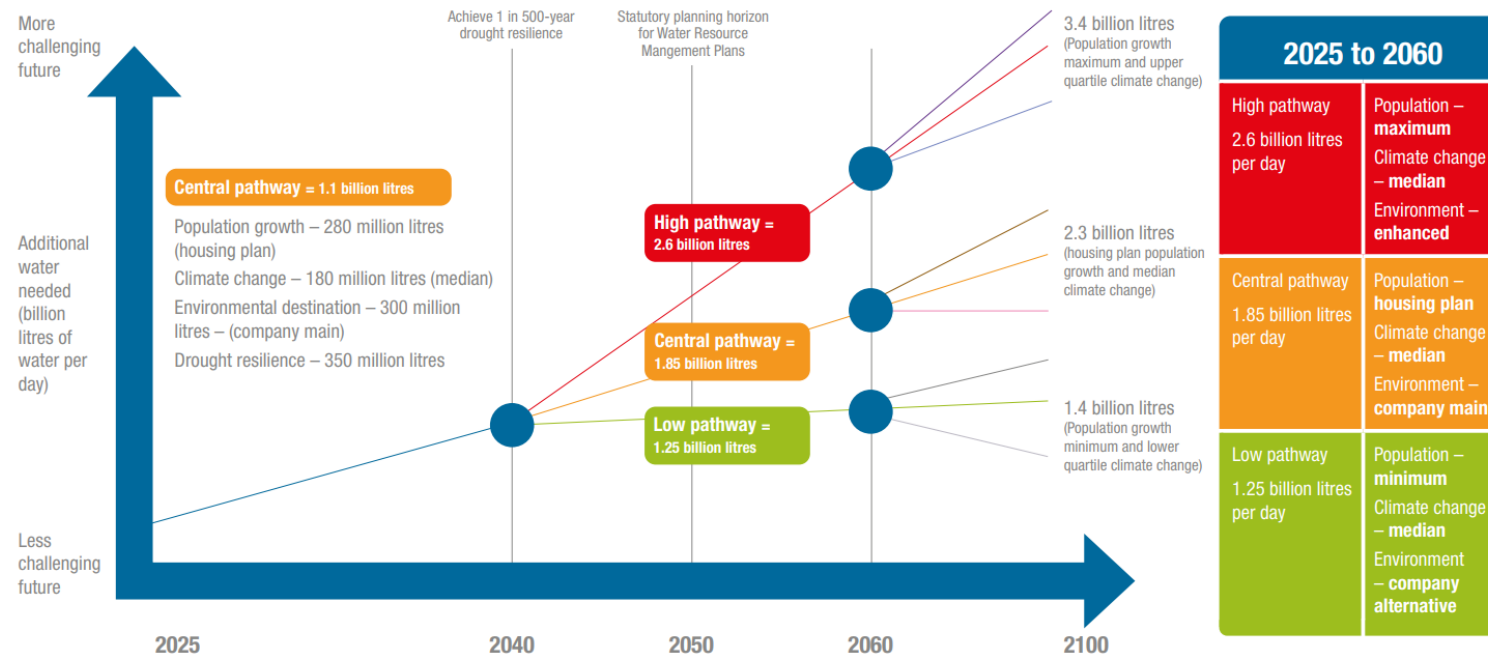 More
challenging
future
Additional
water
needed
(billion
litres of
water per
day)
Less
challenging
future
Achieve 1 in 500-year
drought resilience
Statutory planning horizon
for Water Resource
Mangement Plans
Central pathway = 1.1 billion litres
Population growth – 280 million litres
(housing plan)
Climate change – 180 million litres (median)
Environmental destination – 300 million
litres – (company main)
Drought resilience – 350 million litres
High pathway =
2.6 billion litres
Central pathway =
1.85 billion litres
Low pathway =
1.25 billion litres
3.4 billion litres
(Population growth
maximum and upper
quartile climate change)
2.3 billion litres
(housing plan population
growth and median
climate change)
1.4 billion litres
(Population growth
minimum and lower
quartile climate change)
2025
2040
2050
2060
2100
2025 to 2060
High pathway
2.6 billion litres
per day
Population –
maximum
Climate change
– median
Environment –
enhanced
Central pathway
1.85 billion litres
per day
Population –
housing plan
Climate change
– median
Environment –
company main
Low pathway
1.25 billion litres
per day
Population –
minimum
Climate change
– median
Environment
– company
alternative